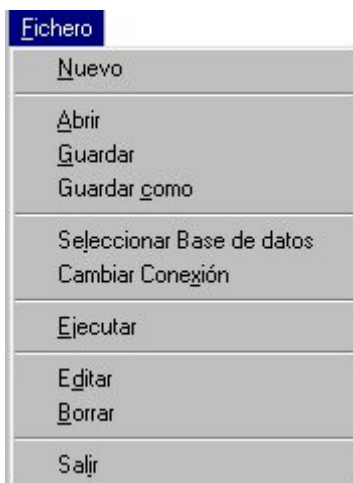 Fichero
Nuevo
Abrir
Guardar
Guardar como
Seleccionar Base de datos
Cambiar Conexión
Ejecutar
Editar
Borrar
Salir